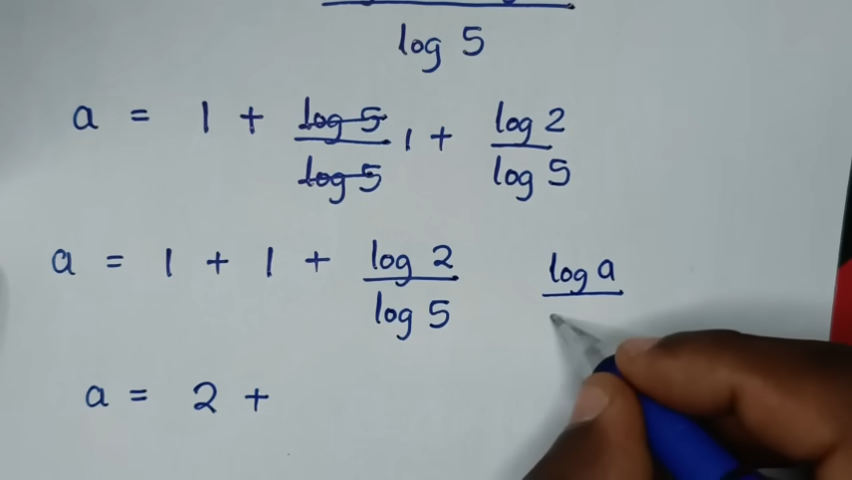 log 5
a = 1 + log 5 / log 5 1 + log 2 / log 5
a = 1 + 1 + log 2 / log 5
log a
a = 2 +